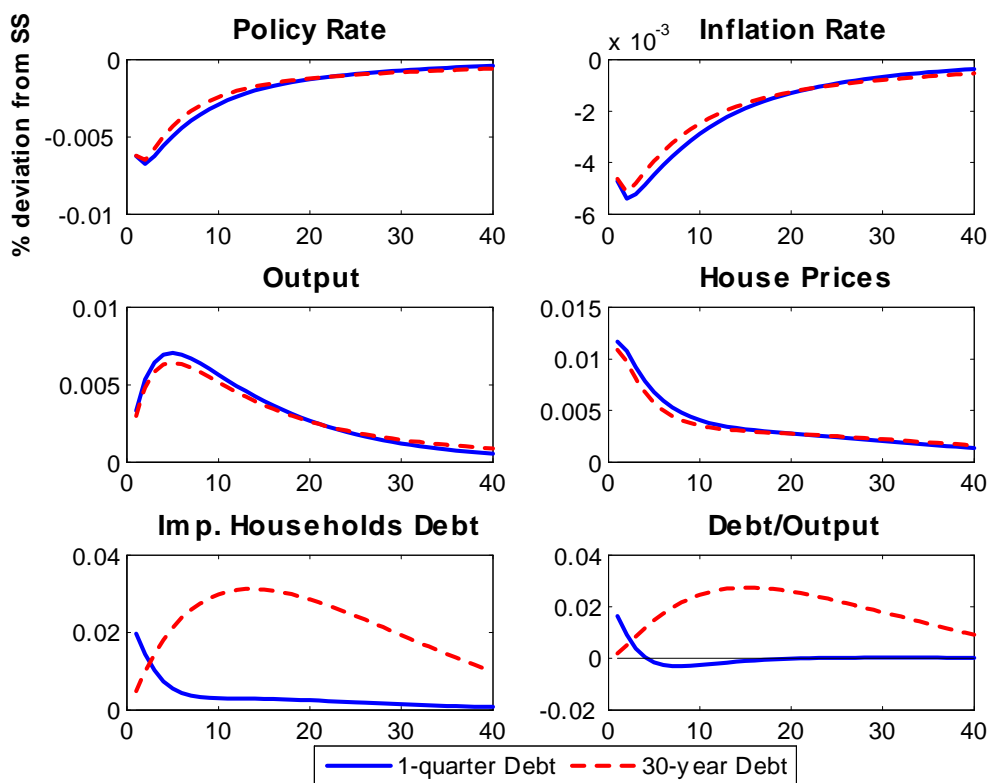 % deviation from SS
Policy Rate
0
-0.005
-0.01
0 10 20 30 40
Inflation Rate
x 10-3
0
-2
-4
-6
0 10 20 30 40
Output
0.01
0.005
0
0 10 20 30 40
House Prices
0.015
0.01
0.005
0
0 10 20 30 40
Imp. Households Debt
0.04
0.02
0
0 10 20 30 40
Debt/Output
0.04
0.02
0
-0.02
0 10 20 30 40
1-quarter Debt 30-year Debt